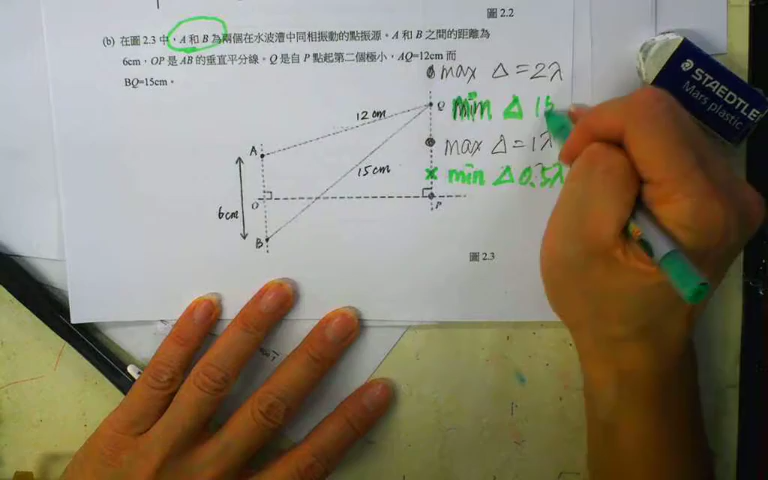 圖 2.2
(b) 在圖 2.3 中，A 和 B 為兩個在水波漕中同相振動的點振源。A 和 B 之間的距離為
6cm，OP 是 AB 的垂直平分線。Q 是自 P 點起第二個極小，AQ=12cm 而
BQ=15cm。
max Δ=2λ
Q min Δ 1.5
12cm
max Δ=1λ
A
15cm
min Δ 0.5λ
O
P
6cm
B
圖 2.3
STAEDTLER
Mars plastic